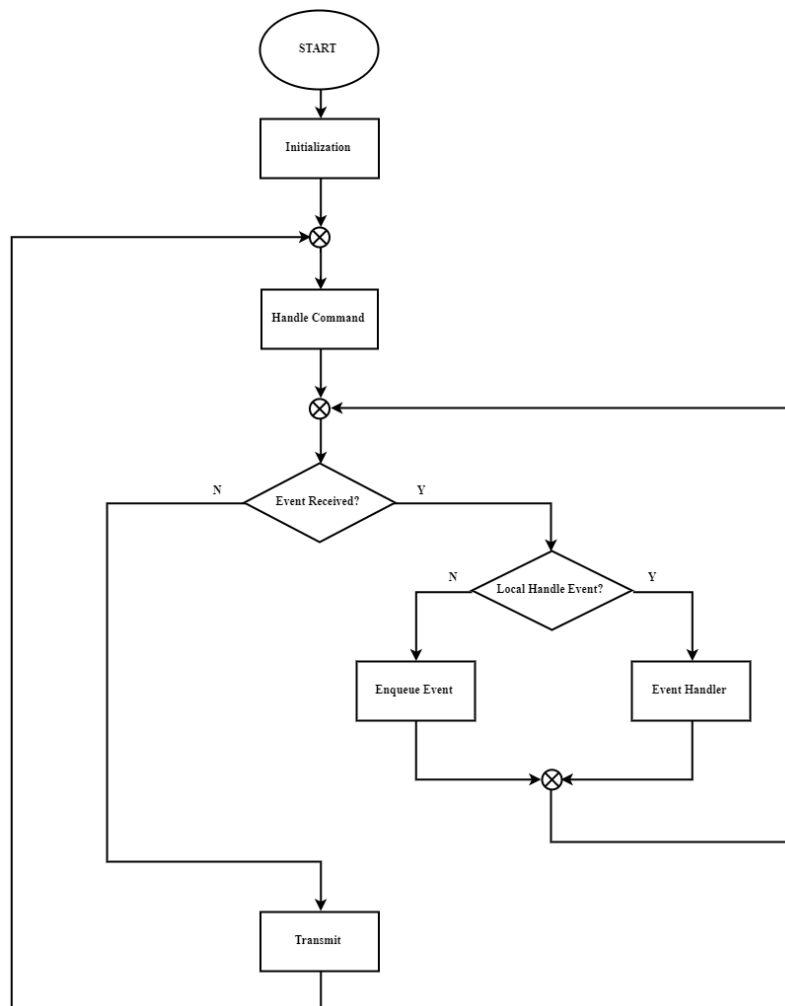 START
Initialization
Handle Command
N
Event Received?
Y
N
Local Handle Event?
Y
Enqueue Event
Event Handler
Transmit